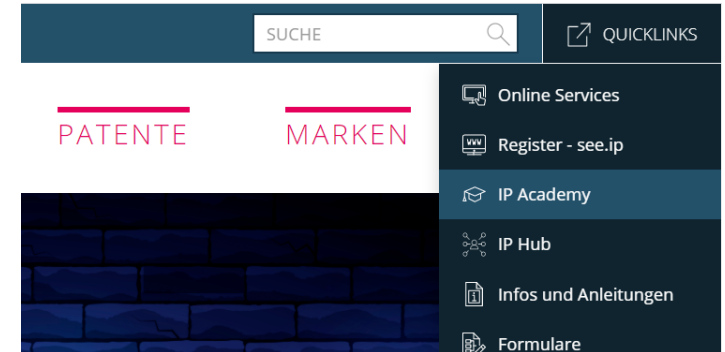 SUCHE
QUICKLINKS
PATENTE
MARKEN
Online Services
Register - see.ip
IP Academy
IP Hub
Infos und Anleitungen
Formulare